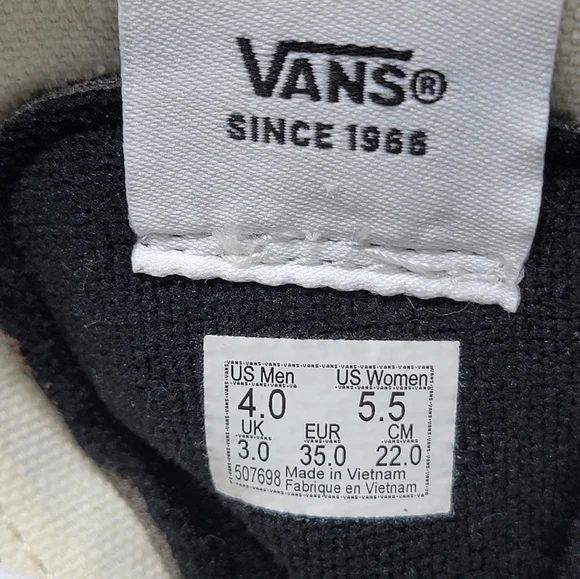 VANS®
SINCE 1966
US Men US Women
4.0 5.5
UK EUR CM
3.0 35.0 22.0
507698 Made in Vietnam
Fabrique en Vietnam